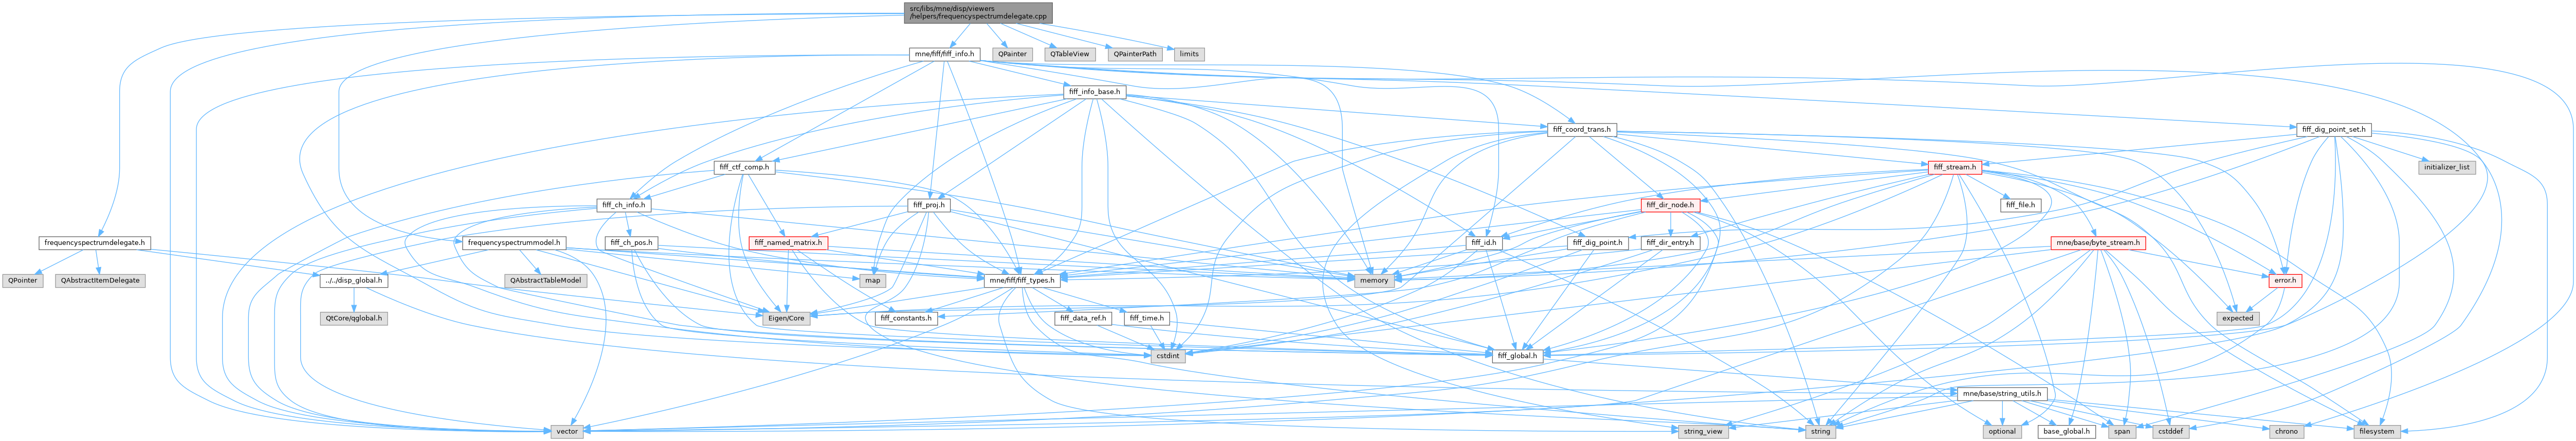 src/libs/mne/disp/viewers
/helpers/frequencyspectrumdelegate.cpp
mne/fiff/fiff_info.h
QPainter
QTableView
QPainterPath
limits
fiff_info_base.h
fiff_coord_trans.h
fiff_dig_point_set.h
fiff_ctf_comp.h
fiff_stream.h
initializer_list
fiff_ch_info.h
fiff_proj.h
fiff_dir_node.h
fiff_file.h
frequencyspectrumdelegate.h
frequencyspectrummodel.h
fiff_ch_pos.h
fiff_named_matrix.h
fiff_id.h
fiff_dig_point.h
fiff_dir_entry.h
mne/base/byte_stream.h
QPointer
QAbstractItemDelegate
../../disp_global.h
QAbstractTableModel
map
mne/fiff/fiff_types.h
memory
error.h
QtCore/qglobal.h
Eigen/Core
fiff_constants.h
fiff_data_ref.h
fiff_time.h
expected
cstdint
fiff_global.h
mne/base/string_utils.h
vector
string_view
string
optional
base_global.h
span
cstddef
chrono
filesystem